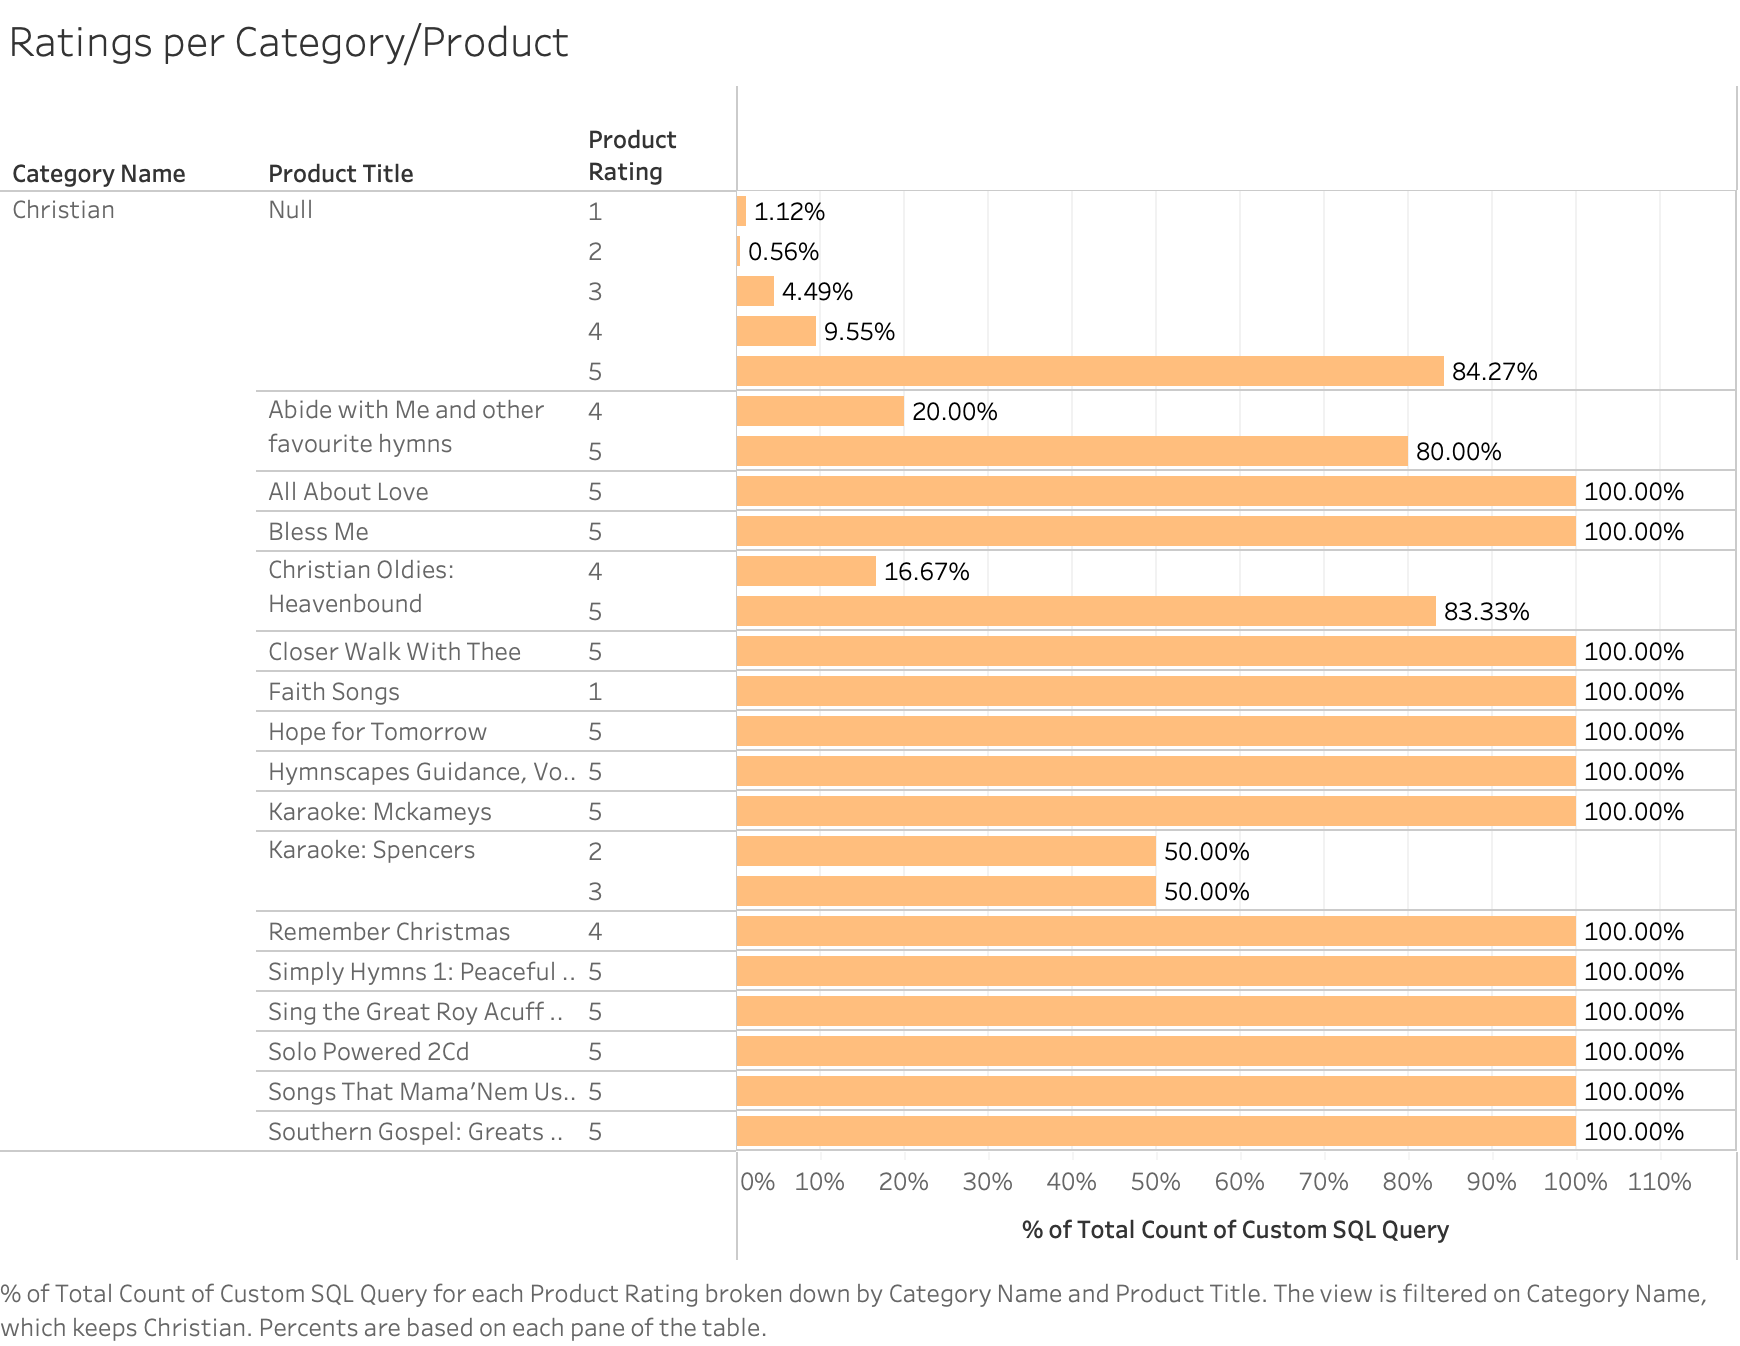 Ratings per Category/Product
Product
Category Name Product Title Rating
Christian Null 1 1.12%
2 0.56%
3 4.49%
4 9.55%
5 84.27%
Abide with Me and other 4 20.00%
favourite hymns 5 80.00%
All About Love 5 100.00%
Bless Me 5 100.00%
Christian Oldies: 4 16.67%
Heavenbound 5 83.33%
Closer Walk With Thee 5 100.00%
Faith Songs 1 100.00%
Hope for Tomorrow 5 100.00%
Hymnscapes Guidance, Vo.. 5 100.00%
Karaoke: Mckameys 5 100.00%
Karaoke: Spencers 2 50.00%
3 50.00%
Remember Christmas 4 100.00%
Simply Hymns 1: Peaceful .. 5 100.00%
Sing the Great Roy Acuff .. 5 100.00%
Solo Powered 2Cd 5 100.00%
Songs That Mama’Nem Us.. 5 100.00%
Southern Gospel: Greats .. 5 100.00%
0% 10% 20% 30% 40% 50% 60% 70% 80% 90% 100% 110%
% of Total Count of Custom SQL Query
% of Total Count of Custom SQL Query for each Product Rating broken down by Category Name and Product Title. The view is filtered on Category Name,
which keeps Christian. Percents are based on each pane of the table.